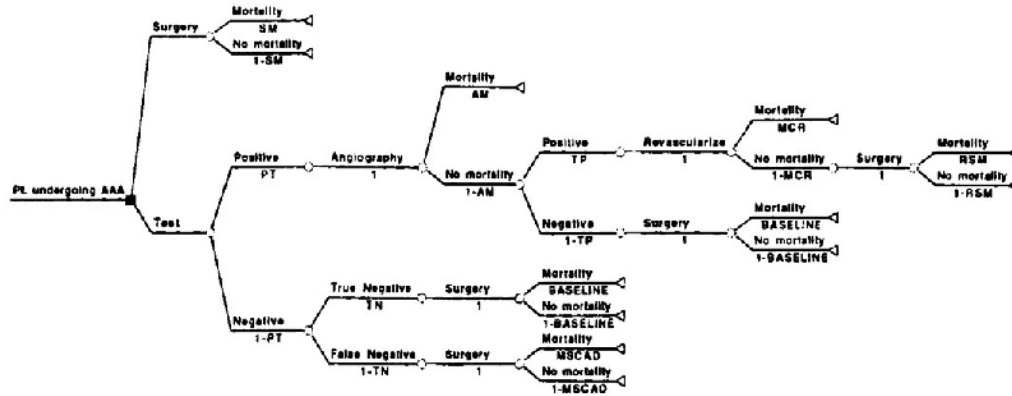 Mortality
Surgery
SM
No mortality
1-SM
Mortality
AM
Mortality
Positive
Revascularize
MCR
Mortality
Positive
Angiography
TP
1
No mortality
Surgery
RSM
PT
1
No mortality
1-MCR
1
No mortality
Pt. undergoing AAA
1-AM
1-RSM
Mortality
Test
Negative
Surgery
BASELINE
1-TP
1
No mortality
1-BASELINE
Mortality
True Negative
Surgery
BASELINE
TN
1
No mortality
Negative
1-BASELINE
1-PT
Mortality
False Negative
Surgery
MSCAD
1-TN
1
No mortality
1-MSCAD